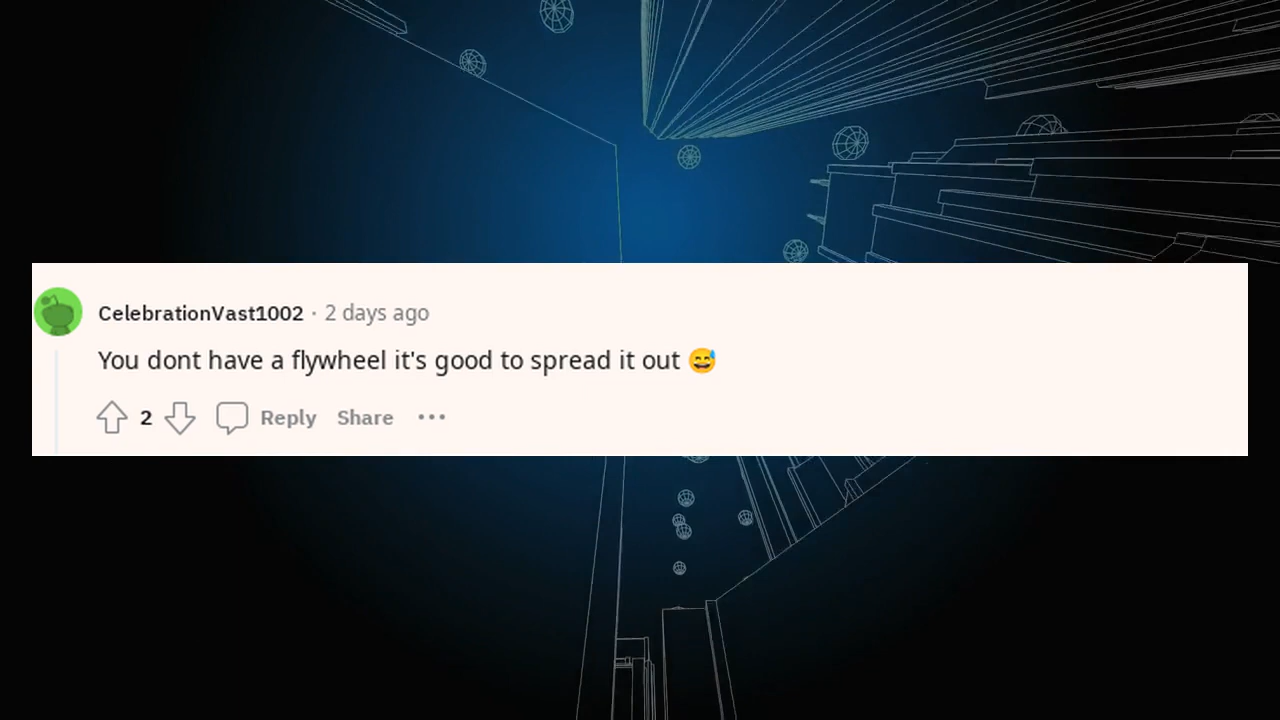 CelebrationVast1002 · 2 days ago
You dont have a flywheel it's good to spread it out 😅
2 Reply Share ...